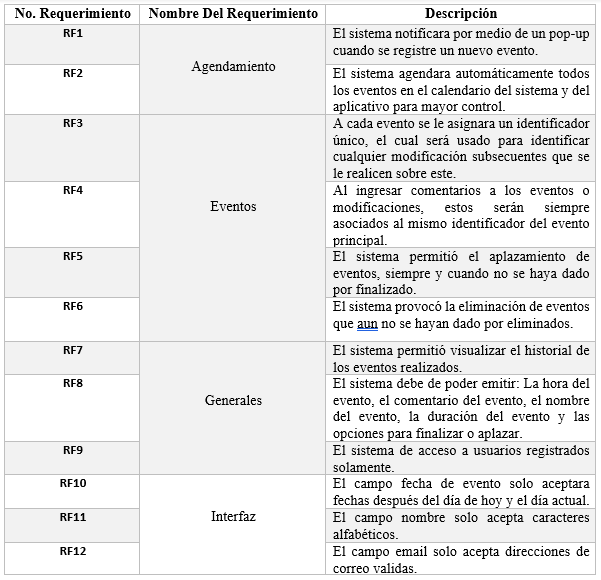 No. Requerimiento Nombre Del Requerimiento Descripción
RF1
El sistema notificara por medio de un pop-up
cuando se registre un nuevo evento.
Agendamiento
RF2
El sistema agendara automáticamente todos
los eventos en el calendario del sistema y del
aplicativo para mayor control.
RF3
A cada evento se le asignara un identificador
único, el cual será usado para identificar
cualquier modificación subsecuentes que se
le realicen sobre este.
Eventos
RF4
Al ingresar comentarios a los eventos o
modificaciones, estos serán siempre
asociados al mismo identificador del evento
principal.
RF5
El sistema permitió el aplazamiento de
eventos, siempre y cuando no se haya dado
por finalizado.
RF6
El sistema provocó la eliminación de eventos
que aun no se hayan dado por eliminados.
RF7
El sistema permitió visualizar el historial de
los eventos realizados.
Generales
RF8
El sistema debe de poder emitir: La hora del
evento, el comentario del evento, el nombre
del evento, la duración del evento y las
opciones para finalizar o aplazar.
RF9
El sistema de acceso a usuarios registrados
solamente.
RF10
El campo fecha de evento solo aceptara
fechas después del día de hoy y el día actual.
Interfaz
RF11
El campo nombre solo acepta caracteres
alfabéticos.
RF12
El campo email solo acepta direcciones de
correo validas.